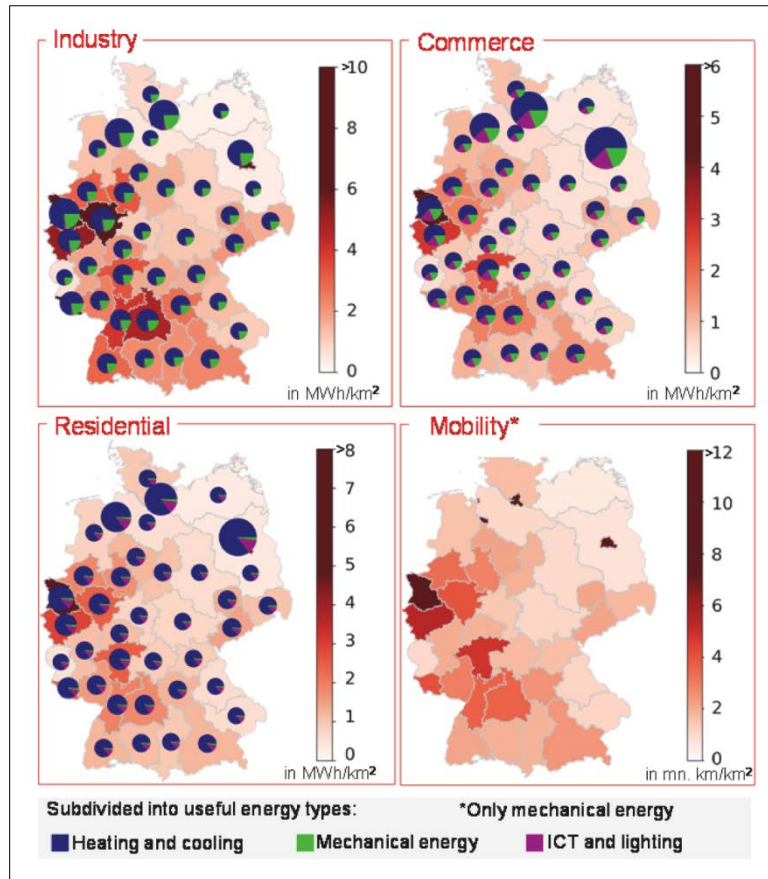 Industry
>10
8
6
4
2
0
in MWh/km²
Commerce
>6
5
4
3
2
1
0
in MWh/km²
Residential
>8
7
6
5
4
3
2
1
0
in MWh/km²
Mobility*
>12
10
8
6
4
2
0
in mn. km/km²
Subdivided into useful energy types: *Only mechanical energy
Heating and cooling Mechanical energy ICT and lighting